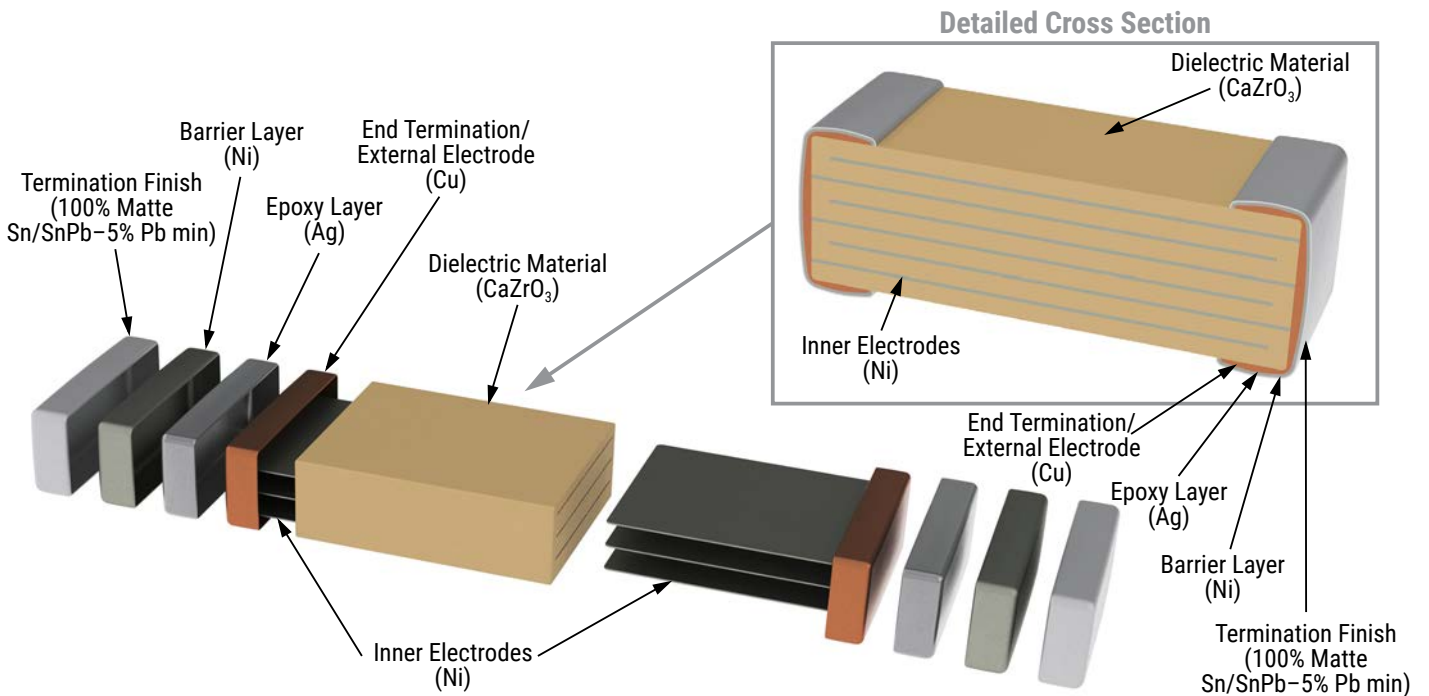 Detailed Cross Section
Dielectric Material
(CaZrO₃)
Inner Electrodes
(Ni)
End Termination/
External Electrode
(Cu)
Epoxy Layer
(Ag)
Barrier Layer
(Ni)
Termination Finish
(100% Matte
Sn/SnPb–5% Pb min)
Termination Finish
(100% Matte
Sn/SnPb–5% Pb min)
Barrier Layer
(Ni)
Epoxy Layer
(Ag)
End Termination/
External Electrode
(Cu)
Dielectric Material
(CaZrO₃)
Inner Electrodes
(Ni)